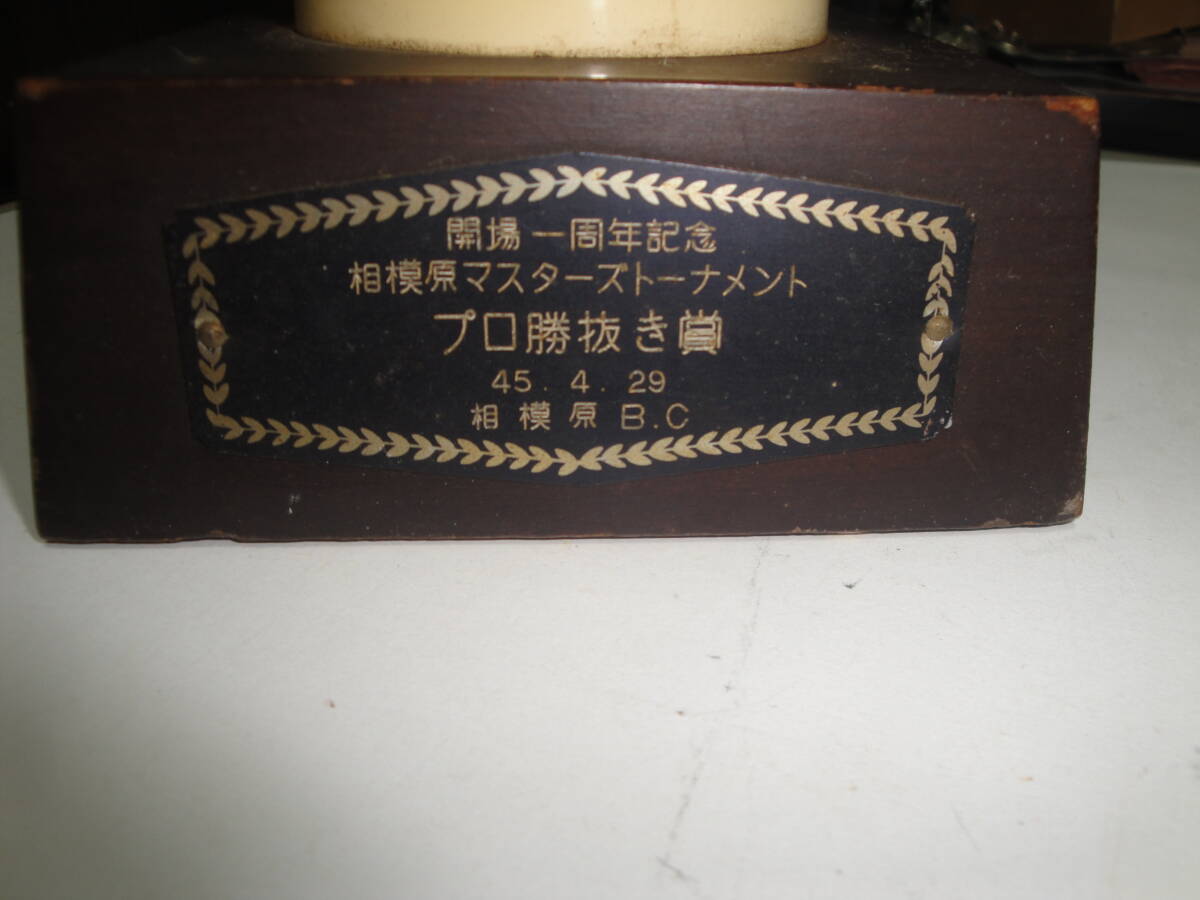 開場一周年記念
相模原マスターズトーナメント
プロ勝抜き賞
45.4.29
相模原B.C